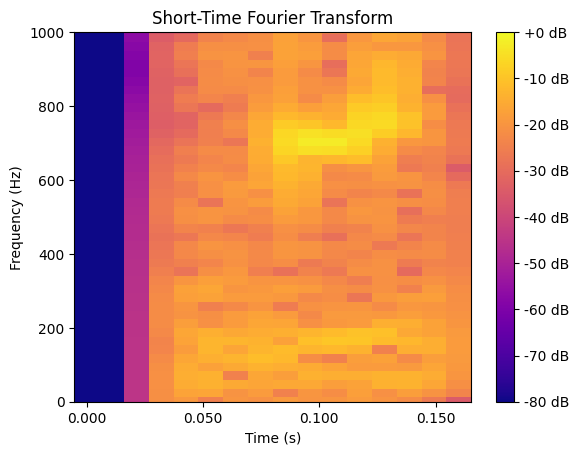 Short-Time Fourier Transform
Frequency (Hz)
1000
800
600
400
200
0
0.000
0.050
0.100
0.150
Time (s)
+0 dB
-10 dB
-20 dB
-30 dB
-40 dB
-50 dB
-60 dB
-70 dB
-80 dB